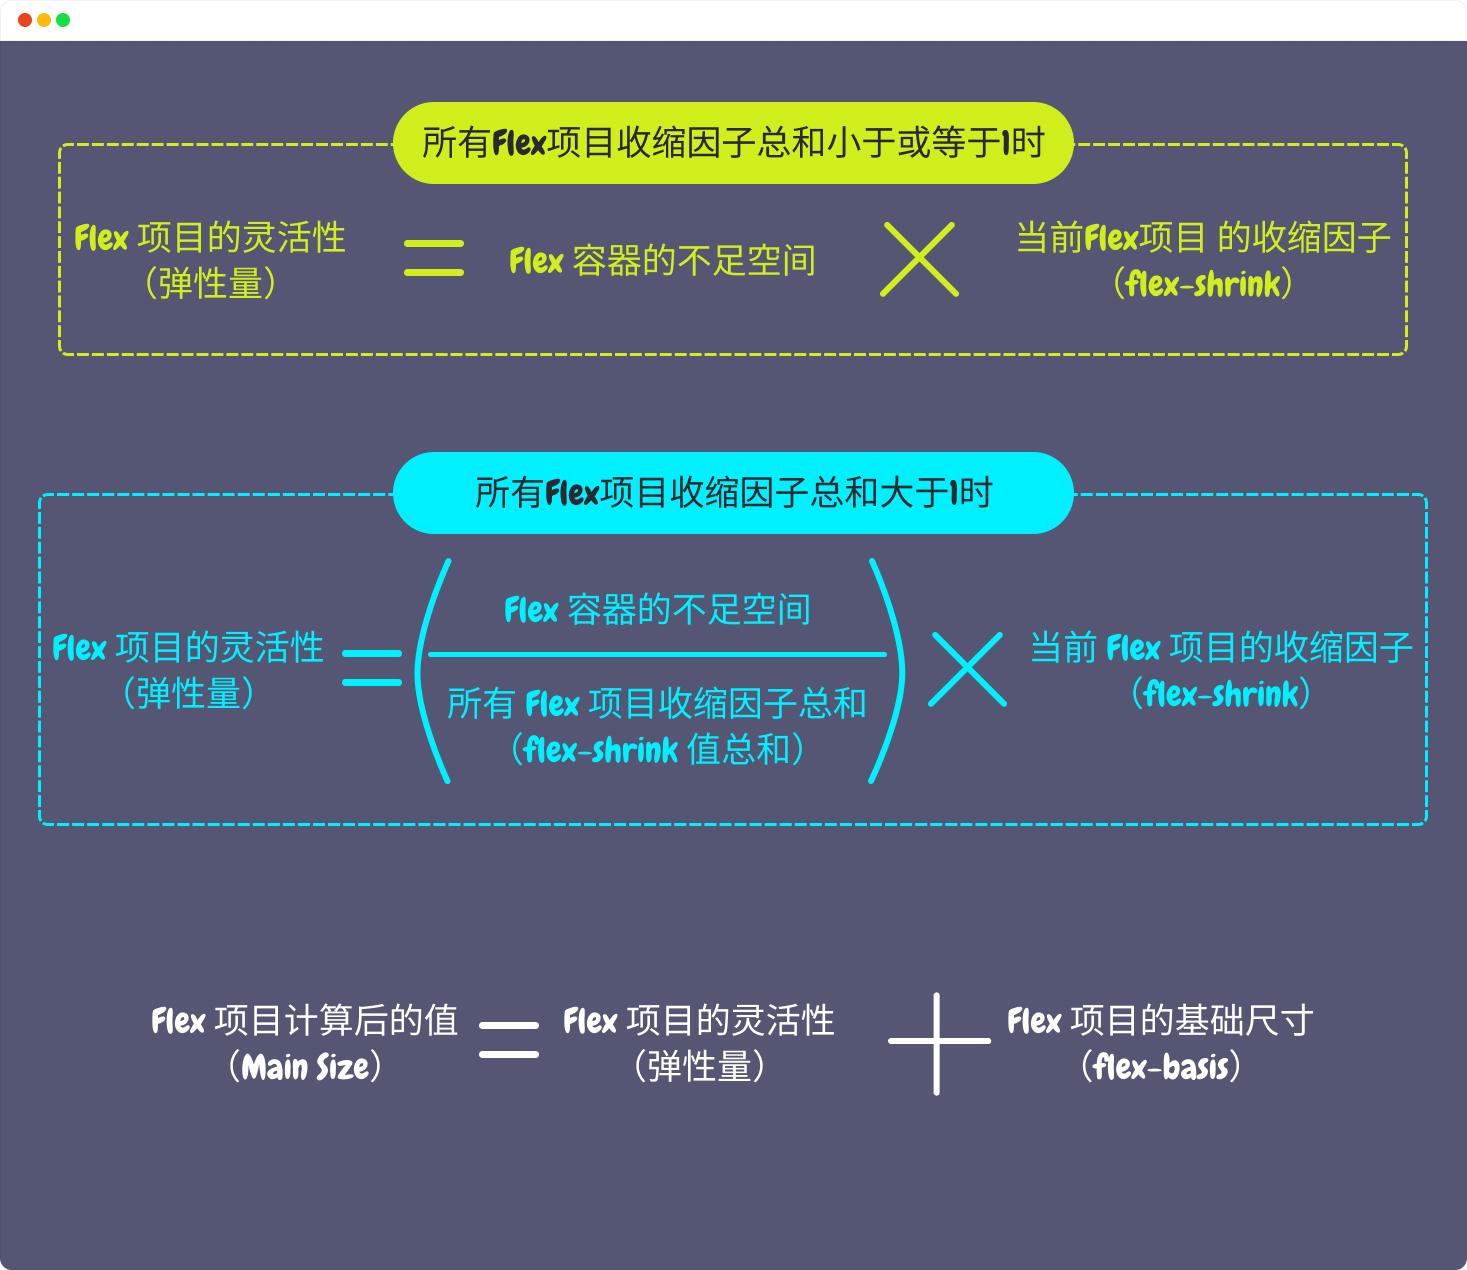 所有Flex项目收缩因子总和小于或等于1时
Flex 项目的灵活性
（弹性量）
=
Flex 容器的不足空间
×
当前Flex项目 的收缩因子
（flex-shrink）
所有Flex项目收缩因子总和大于1时
Flex 项目的灵活性
（弹性量）
=
(
Flex 容器的不足空间
所有 Flex 项目收缩因子总和
（flex-shrink 值总和）
)
×
当前 Flex 项目的收缩因子
（flex-shrink）
Flex 项目计算后的值
（Main Size）
=
Flex 项目的灵活性
（弹性量）
+
Flex 项目的基础尺寸
（flex-basis）